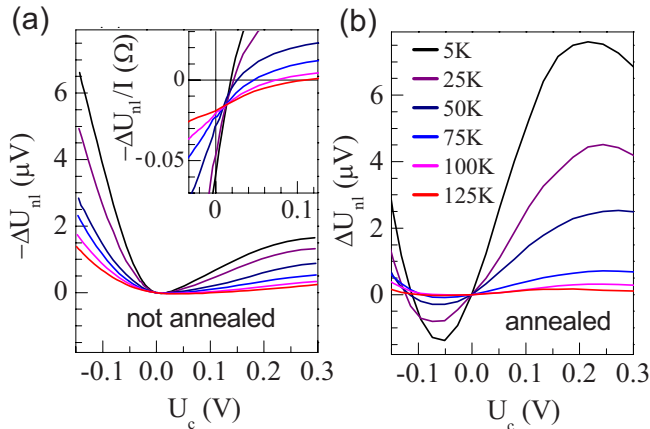 (a)
−ΔU_nl (μV)
6
4
2
0
−ΔU_nl/I (Ω)
0
-0.05
0
0.1
not annealed
-0.1
0.0
0.1
0.2
0.3
U_c (V)
(b)
ΔU_nl (μV)
6
4
2
0
5K
25K
50K
75K
100K
125K
annealed
-0.1
0.0
0.1
0.2
0.3
U_c (V)